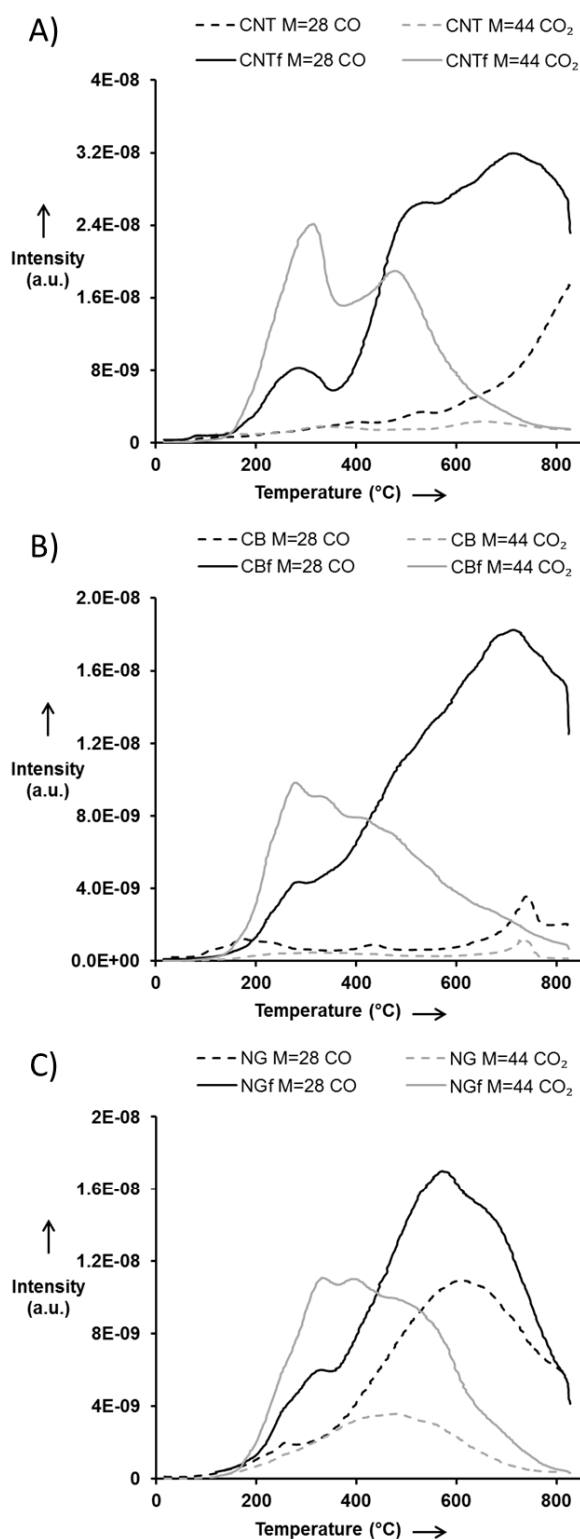 A)
CNT M=28 CO CNT M=44 CO₂
CNTf M=28 CO CNTf M=44 CO₂
4E-08
3.2E-08
2.4E-08
Intensity
(a.u.)
1.6E-08
8E-09
0
0 200 400 600 800
Temperature (°C)
B)
CB M=28 CO CB M=44 CO₂
CBf M=28 CO CBf M=44 CO₂
2.0E-08
1.6E-08
1.2E-08
Intensity
(a.u.)
8.0E-09
4.0E-09
0.0E+00
0 200 400 600 800
Temperature (°C)
C)
NG M=28 CO NG M=44 CO₂
NGf M=28 CO NGf M=44 CO₂
2E-08
1.6E-08
1.2E-08
Intensity
(a.u.)
8E-09
4E-09
0
0 200 400 600 800
Temperature (°C)